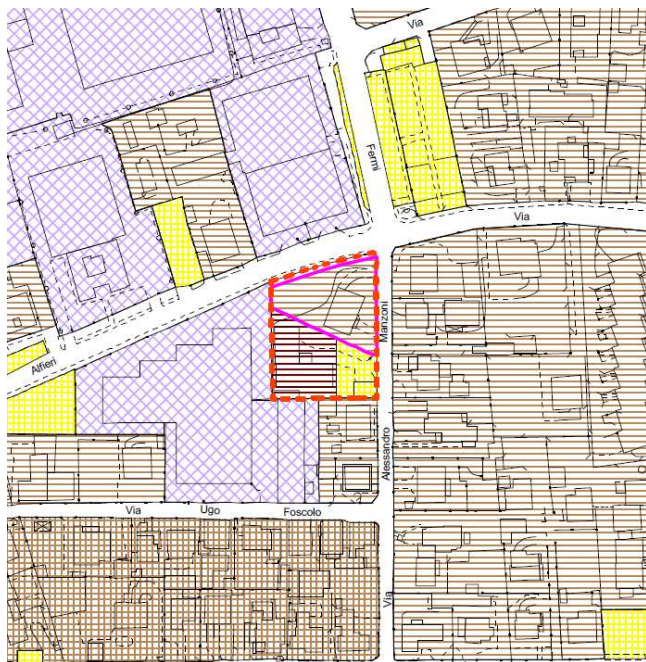 Via
Fermi
Via
Manzoni
Alfieri
Alessandro
Via Ugo Foscolo
Via